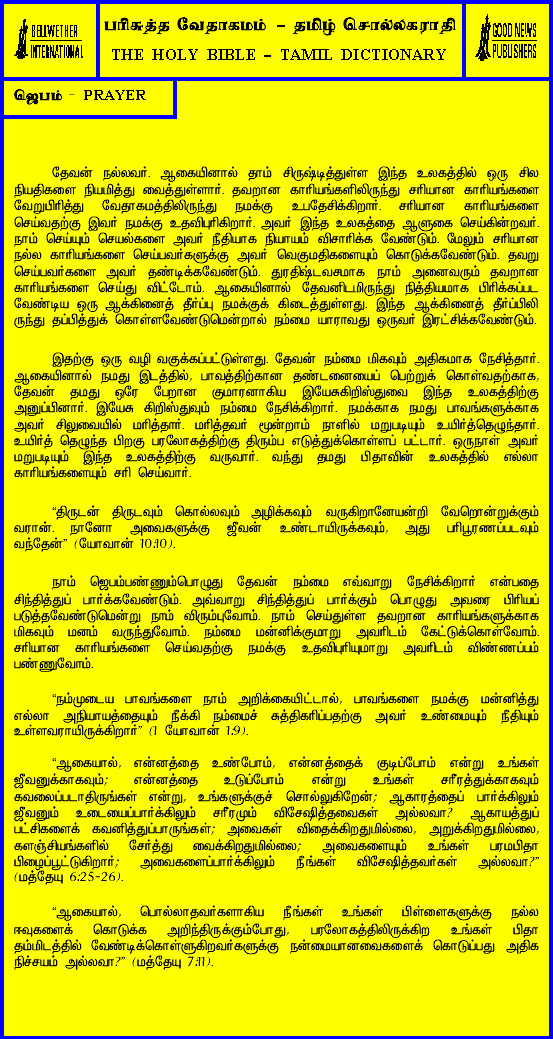 BELLWETHER
INTERNATIONAL
பரிசுத்த வேதாகமம் – தமிழ் சொல்லகராதி
THE HOLY BIBLE – TAMIL DICTIONARY
GOOD NEWS
PUBLISHERS
ஜெபம் - PRAYER
தேவன் நல்லவர். ஆகையினால் தாம் சிருஷ்டித்துள்ள இந்த உலகத்தில் ஒரு சில
நியதிகளை நியமித்து வைத்துள்ளார். தவறான காரியங்களிலிருந்து சரியான காரியங்களை
வேறுபிரித்து வேதாகமத்திலிருந்து நமக்கு உபதேசிக்கிறார். சரியான காரியங்களை
செய்வதற்கு இவர் நமக்கு உதவிபுரிகிறார். அவர் இந்த உலகத்தை ஆளுகை செய்கின்றவர்.
நாம் செய்யும் செயல்களை அவர் நீதியாக நியாயம் விசாரிக்க வேண்டும். மேலும் சரியான
நல்ல காரியங்களை செய்பவர்களுக்கு அவர் வெகுமதிகளையும் கொடுக்கவேண்டும். தவறு
செய்பவர்களை அவர் தண்டிக்கவேண்டும். துரதிஷ்டவசமாக நாம் அனைவரும் தவறான
காரியங்களை செய்து விட்டோம். ஆகையினால் தேவனிடமிருந்து நித்தியமாக பிரிக்கப்பட
வேண்டிய ஒரு ஆக்கினைத் தீர்ப்பு நமக்குக் கிடைத்துள்ளது. இந்த ஆக்கினைத் தீர்ப்பிலி
ருந்து தப்பித்துக் கொள்ளவேண்டுமென்றால் நம்மை யாராவது ஒருவர் இரட்சிக்கவேண்டும்.
இதற்கு ஒரு வழி வகுக்கப்பட்டுள்ளது. தேவன் நம்மை மிகவும் அதிகமாக நேசித்தார்.
ஆகையினால் நமது இடத்தில், பாவத்திற்கான தண்டனையைப் பெற்றுக் கொள்வதற்காக,
தேவன் தமது ஒரே பேறான குமாரனாகிய இயேசுகிறிஸ்துவை இந்த உலகத்திற்கு
அனுப்பினார். இயேசு கிறிஸ்துவும் நம்மை நேசிக்கிறார். நமக்காக நமது பாவங்களுக்காக
அவர் சிலுவையில் மரித்தார். மரித்தவர் மூன்றாம் நாளில் மறுபடியும் உயிர்த்தெழுந்தார்.
உயிர்த் தெழுந்த பிறகு பரலோகத்திற்கு திரும்ப எடுத்துக்கொள்ளப் பட்டார். ஒருநாள் அவர்
மறுபடியும் இந்த உலகத்திற்கு வருவார். வந்து தமது பிதாவின் உலகத்தில் எல்லா
காரியங்களையும் சரி செய்வார்.
“திருடன் திருடவும் கொல்லவும் அழிக்கவும் வருகிறானேயன்றி வேறொன்றுக்கும்
வரான். நானோ அவைகளுக்கு ஜீவன் உண்டாயிருக்கவும், அது பரிபூரணப்படவும்
வந்தேன்” (யோவான் 10:10).
நாம் ஜெபம்பண்ணும்பொழுது தேவன் நம்மை எவ்வாறு நேசிக்கிறார் என்பதை
சிந்தித்துப் பார்க்கவேண்டும். அவ்வாறு சிந்தித்துப் பார்க்கும் பொழுது அவரை பிரியப்
படுத்தவேண்டுமென்று நாம் விரும்புவோம். நாம் செய்துள்ள தவறான காரியங்களுக்காக
மிகவும் மனம் வருந்துவோம். நம்மை மன்னிக்குமாறு அவரிடம் கேட்டுக்கொள்வோம்.
சரியான காரியங்களை செய்வதற்கு நமக்கு உதவிபுரியுமாறு அவரிடம் விண்ணப்பம்
பண்ணுவோம்.
“நம்முடைய பாவங்களை நாம் அறிக்கையிட்டால், பாவங்களை நமக்கு மன்னித்து
எல்லா அநியாயத்தையும் நீக்கி நம்மைச் சுத்திகரிப்பதற்கு அவர் உண்மையும் நீதியும்
உள்ளவராயிருக்கிறார்” (1 யோவான் 1:9).
“ஆகையால், என்னத்தை உண்போம், என்னத்தைக் குடிப்போம் என்று உங்கள்
ஜீவனுக்காகவும்; என்னத்தை உடுப்போம் என்று உங்கள் சரீரத்துக்காகவும்
கவலைப்படாதிருங்கள் என்று, உங்களுக்குச் சொல்லுகிறேன்; ஆகாரத்தைப் பார்க்கிலும்
ஜீவனும் உடையைப்பார்க்கிலும் சரீரமும் விசேஷித்தவைகள் அல்லவா? ஆகாயத்துப்
பட்சிகளைக் கவனித்துப்பாருங்கள்; அவைகள் விதைக்கிறதுமில்லை, அறுக்கிறதுமில்லை,
களஞ்சியங்களில் சேர்த்து வைக்கிறதுமில்லை; அவைகளையும் உங்கள் பரமபிதா
பிழைப்பூட்டுகிறார்; அவைகளைப்பார்க்கிலும் நீங்கள் விசேஷித்தவர்கள் அல்லவா?”
(மத்தேயு 6:25-26).
“ஆகையால், பொல்லாதவர்களாகிய நீங்கள் உங்கள் பிள்ளைகளுக்கு நல்ல
ஈவுகளைக் கொடுக்க அறிந்திருக்கும்போது, பரலோகத்திலிருக்கிற உங்கள் பிதா
தம்மிடத்தில் வேண்டிக்கொள்ளுகிறவர்களுக்கு நன்மையானவைகளைக் கொடுப்பது அதிக
நிச்சயம் அல்லவா?” (மத்தேயு 7:11).